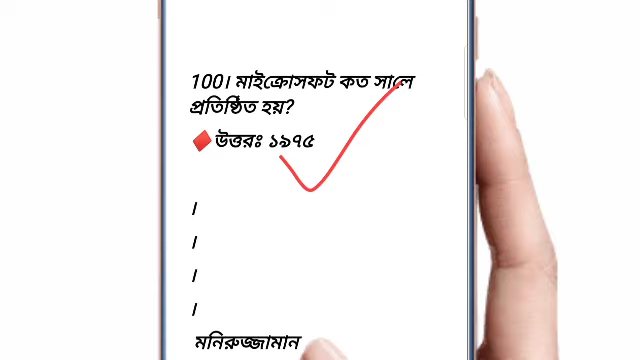 100। মাইক্রোসফট কত সালে
প্রতিষ্ঠিত হয়?
উত্তরঃ ১৯৭৫
।
।
।
।
মনিরুজ্জামান